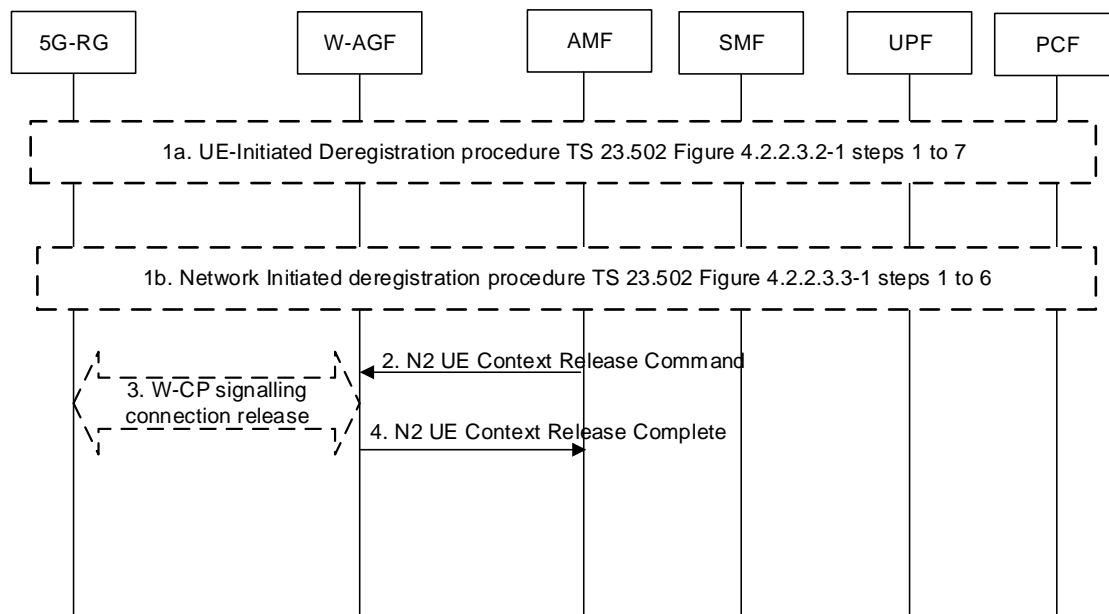 5G-RG
W-AGF
AMF
SMF
UPF
PCF
1a. UE-Initiated Deregistration procedure TS 23.502 Figure 4.2.2.3.2-1 steps 1 to 7
1b. Network Initiated deregistration procedure TS 23.502 Figure 4.2.2.3.3-1 steps 1 to 6
2. N2 UE Context Release Command
3. W-CP signalling
connection release
4. N2 UE Context Release Complete